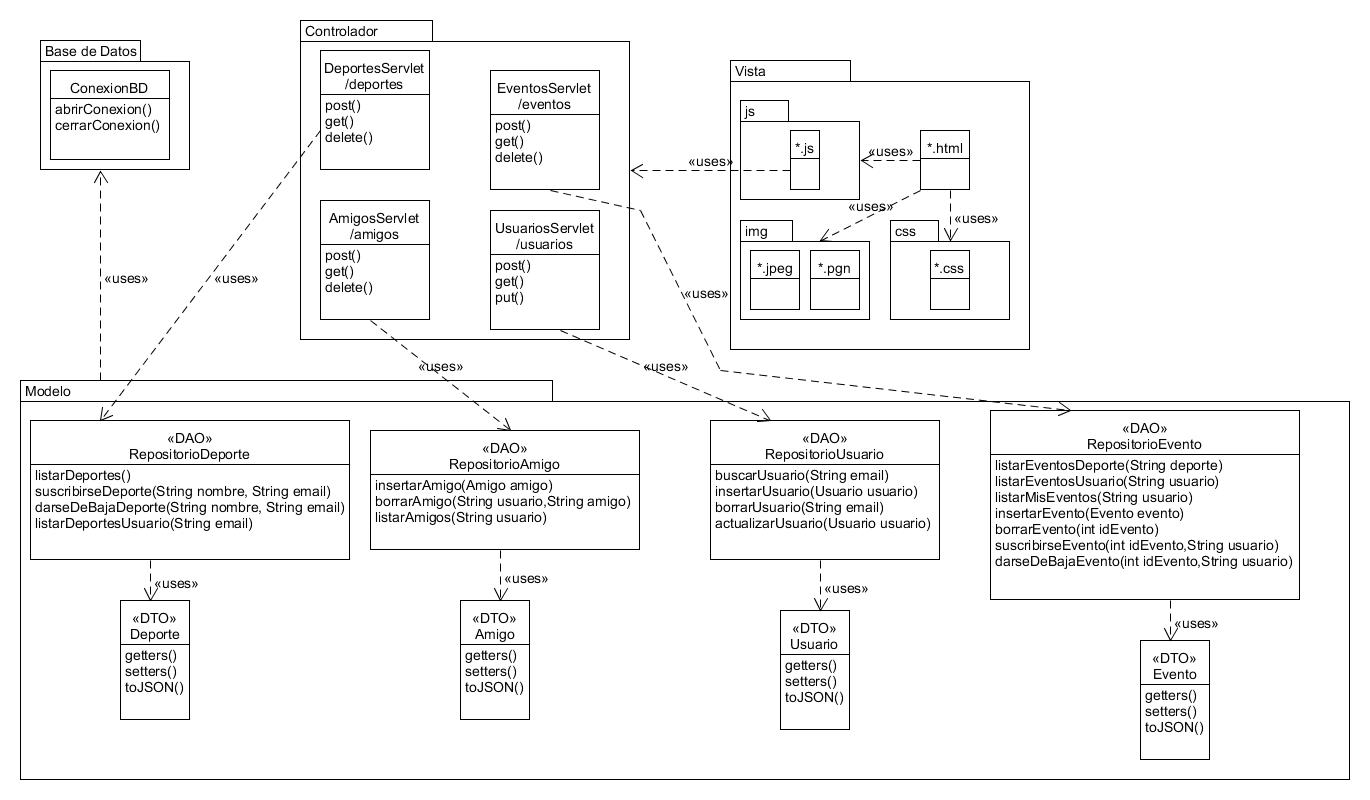 Base de Datos
ConexionBD
abrirConexion()
cerrarConexion()
Controlador
DeportesServlet
/deportes
post()
get()
delete()
EventosServlet
/eventos
post()
get()
delete()
AmigosServlet
/amigos
post()
get()
delete()
UsuariosServlet
/usuarios
post()
get()
put()
Vista
js
*.js
*.html
«uses»
«uses»
«uses»
«uses»
img
*.jpeg
*.pgn
css
*.css
«uses»
«uses»
«uses»
«uses»
«uses»
Modelo
«DAO»
RepositorioDeporte
listarDeportes()
suscribirseDeporte(String nombre, String email)
darseDeBajaDeporte(String nombre, String email)
listarDeportesUsuario(String email)
«DAO»
RepositorioAmigo
insertarAmigo(Amigo amigo)
borrarAmigo(String usuario,String amigo)
listarAmigos(String usuario)
«DAO»
RepositorioUsuario
buscarUsuario(String email)
insertarUsuario(Usuario usuario)
borrarUsuario(String email)
actualizarUsuario(Usuario usuario)
«DAO»
RepositorioEvento
listarEventosDeporte(String deporte)
listarEventosUsuario(String usuario)
listarMisEventos(String usuario)
insertarEvento(Evento evento)
borrarEvento(int idEvento)
suscribirseEvento(int idEvento,String usuario)
darseDeBajaEvento(int idEvento,String usuario)
«uses»
«uses»
«uses»
«uses»
«DTO»
Deporte
getters()
setters()
toJSON()
«DTO»
Amigo
getters()
setters()
toJSON()
«DTO»
Usuario
getters()
setters()
toJSON()
«DTO»
Evento
getters()
setters()
toJSON()